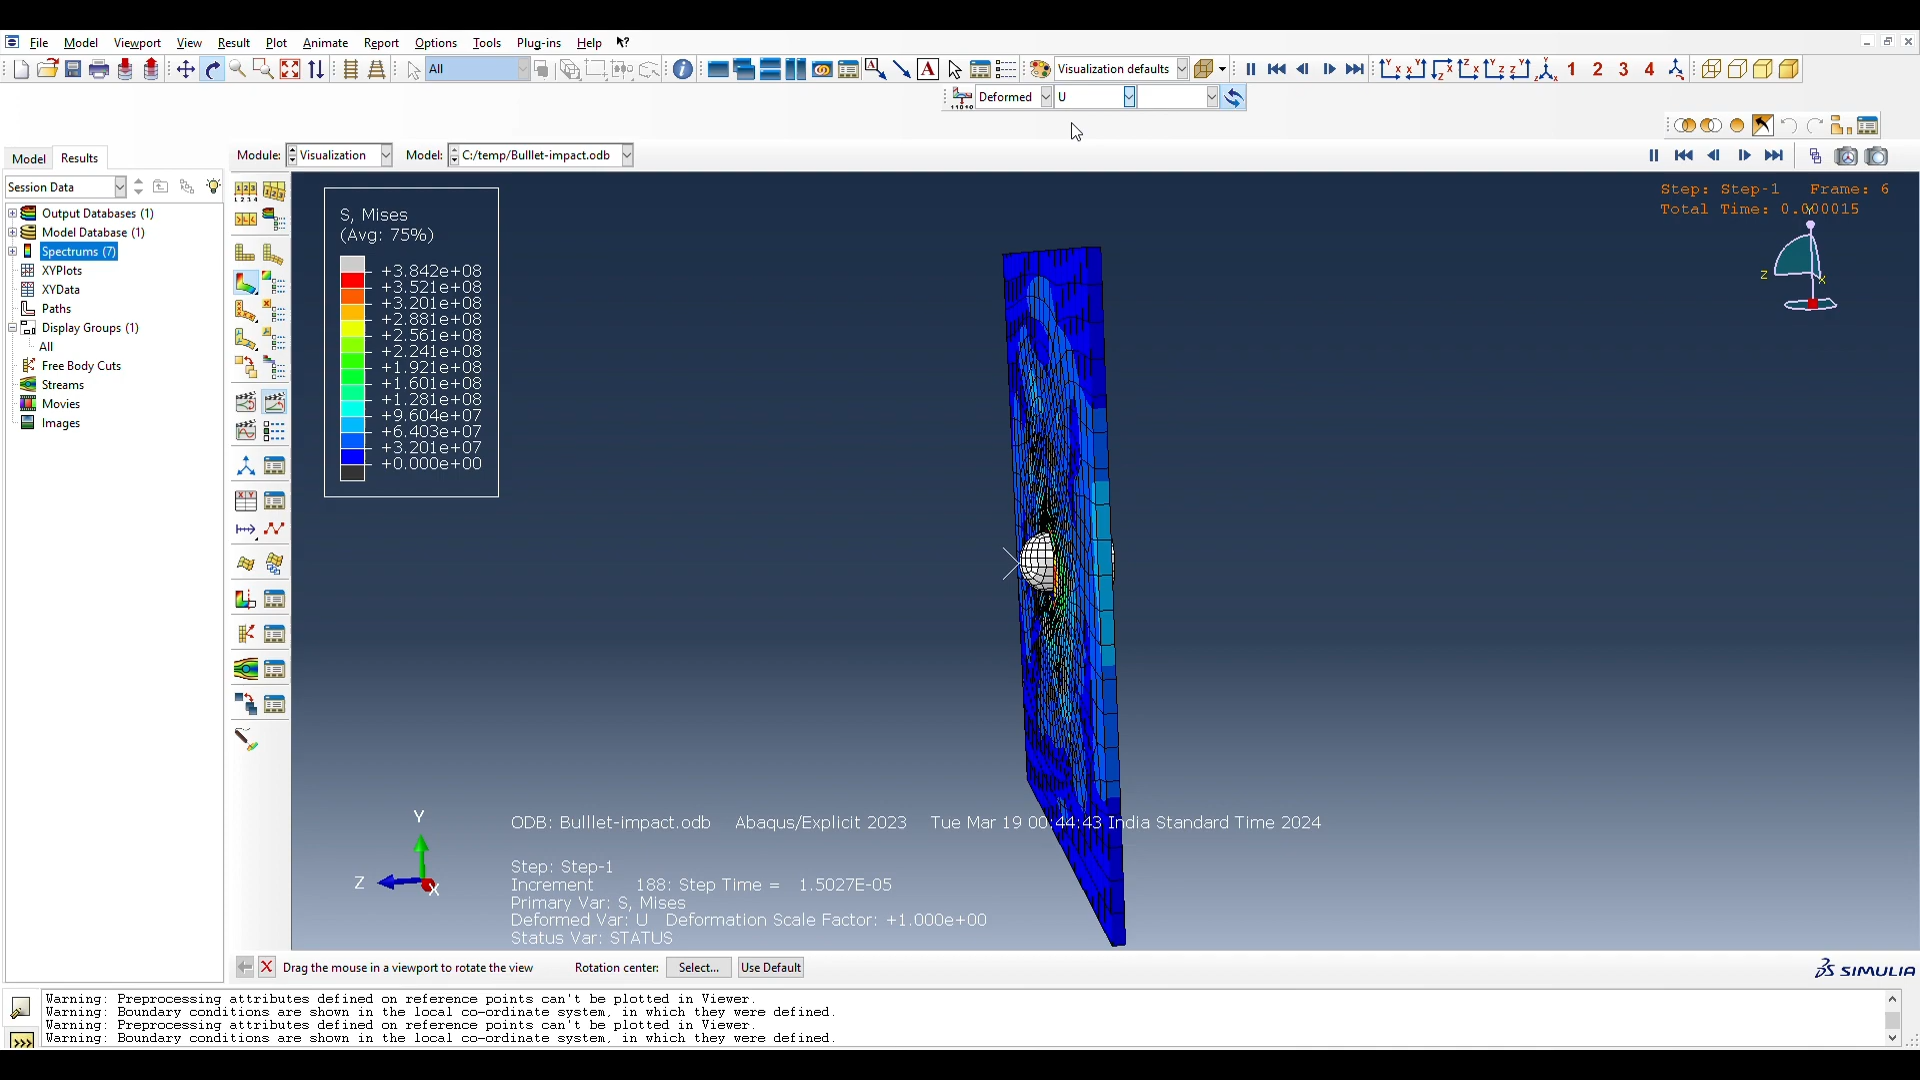 File Model Viewport View Result Plot Animate Report Options Tools Plug-ins Help
All Visualization defaults 1 2 3 4
Deformed U
Model Results Module: Visualization Model: C:/temp/Bulllet-impact.odb
Session Data
Output Databases (1)
Model Database (1)
Spectrums (7)
XYPlots
XYData
Paths
Display Groups (1)
All
Free Body Cuts
Streams
Movies
Images
S, Mises
(Avg: 75%)
+3.842e+08
+3.521e+08
+3.201e+08
+2.881e+08
+2.561e+08
+2.241e+08
+1.921e+08
+1.601e+08
+1.281e+08
+9.604e+07
+6.403e+07
+3.201e+07
+0.000e+00
Step: Step-1 Frame: 6
Total Time: 0.000015
Y
Z
X
Y
Z
X
ODB: Bulllet-impact.odb Abaqus/Explicit 2023 Tue Mar 19 00:44:43 India Standard Time 2024
Step: Step-1
Increment 188: Step Time = 1.5027E-05
Primary Var: S, Mises
Deformed Var: U Deformation Scale Factor: +1.000e+00
Status Var: STATUS
Drag the mouse in a viewport to rotate the view Rotation center: Select... Use Default
SIMULIA
Warning: Preprocessing attributes defined on reference points can't be plotted in Viewer.
Warning: Boundary conditions are shown in the local co-ordinate system, in which they were defined.
Warning: Preprocessing attributes defined on reference points can't be plotted in Viewer.
Warning: Boundary conditions are shown in the local co-ordinate system, in which they were defined.